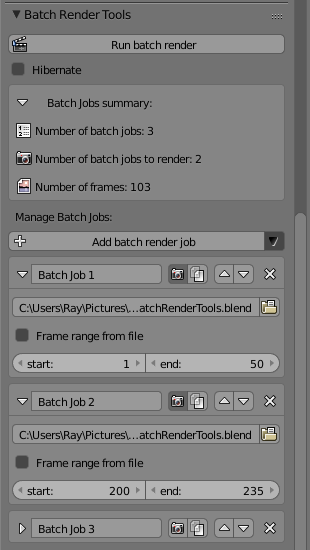 Batch Render Tools
Run batch render
Hibernate
Batch Jobs summary:
Number of batch jobs: 3
Number of batch jobs to render: 2
Number of frames: 103
Manage Batch Jobs:
Add batch render job
Batch Job 1
C:\Users\Ray\Pictures\...atchRenderTools.blend
Frame range from file
start: 1 end: 50
Batch Job 2
C:\Users\Ray\Pictures\...atchRenderTools.blend
Frame range from file
start: 200 end: 235
Batch Job 3